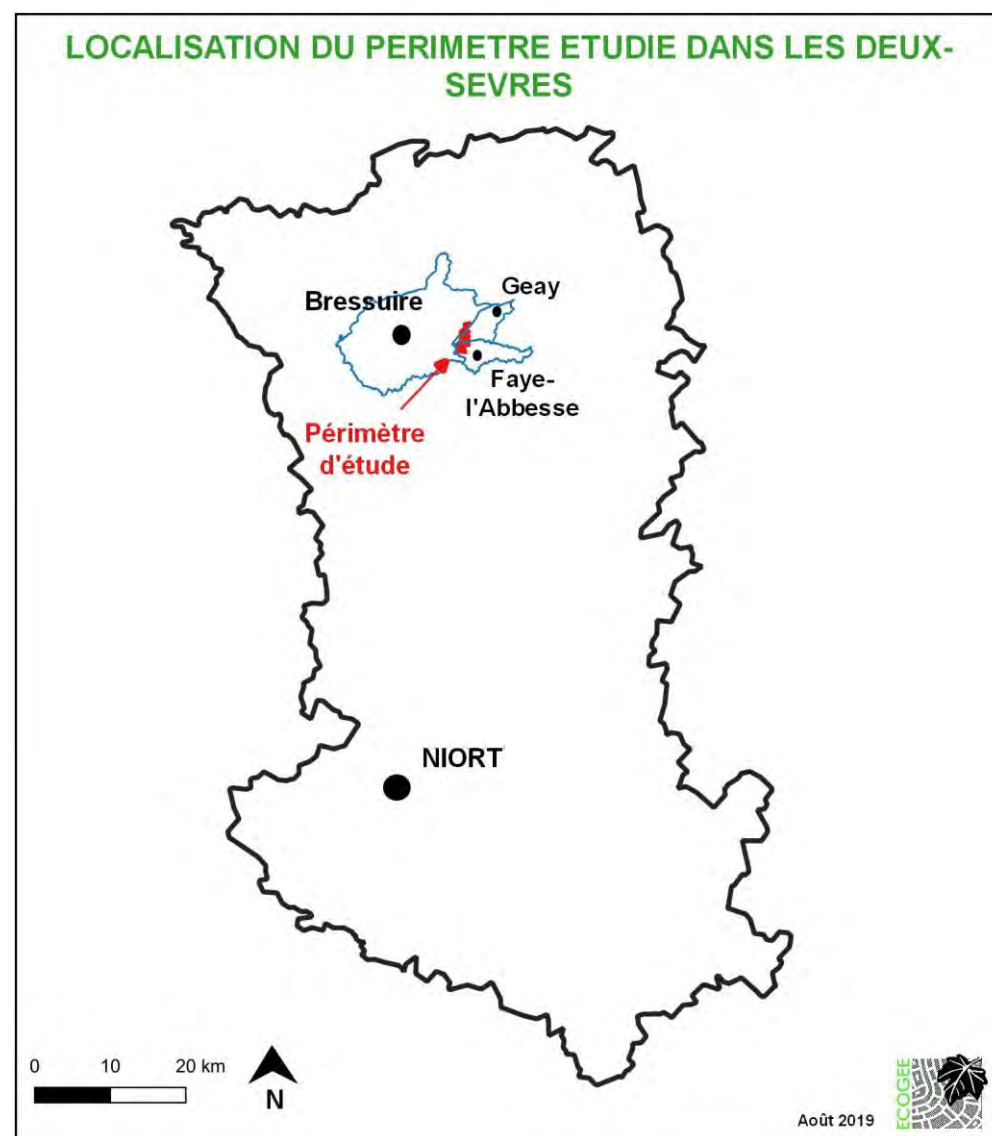 LOCALISATION DU PERIMETRE ETUDIE DANS LES DEUX-
SEVRES
Geay
Bressuire
Faye-
l'Abbesse
Périmètre
d'étude
NIORT
0 10 20 km
N
Août 2019
ECOGEE